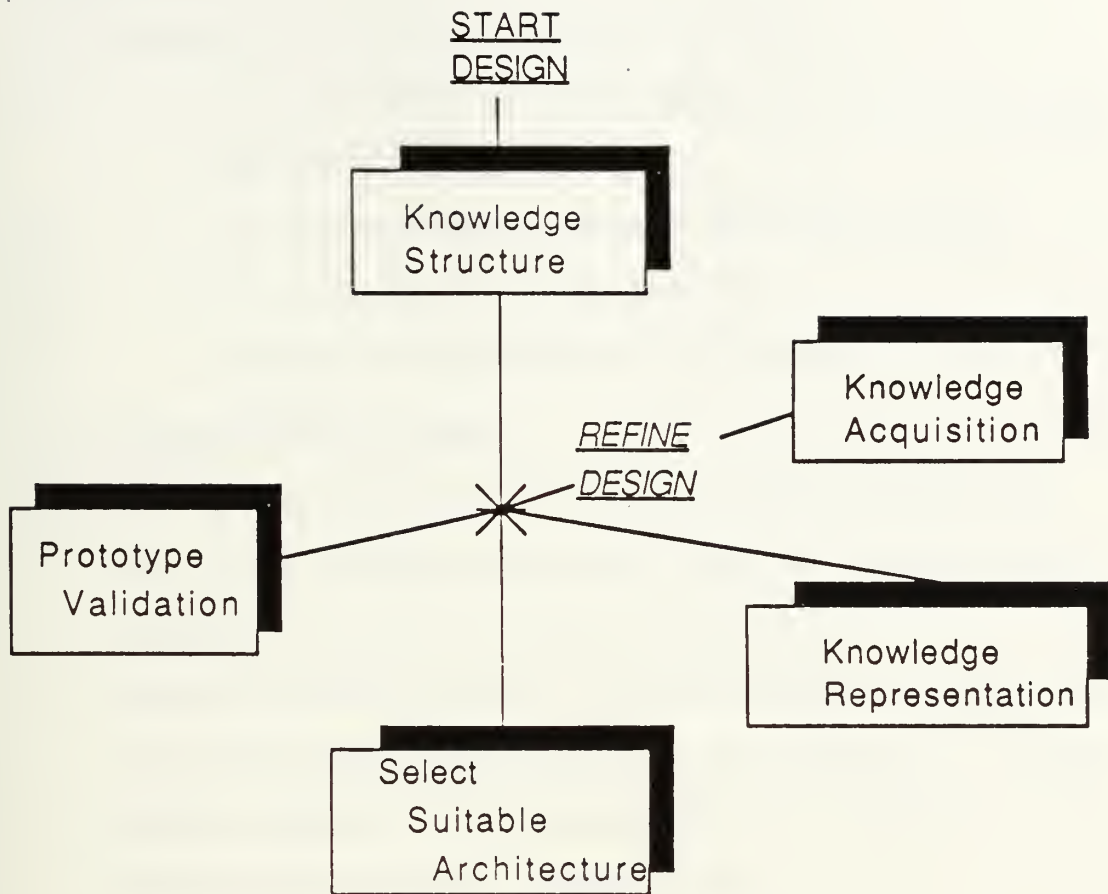 START
DESIGN
Knowledge
Structure
Knowledge
Acquisition
REFINE
DESIGN
Prototype
Validation
Knowledge
Representation
Select
Suitable
Architecture